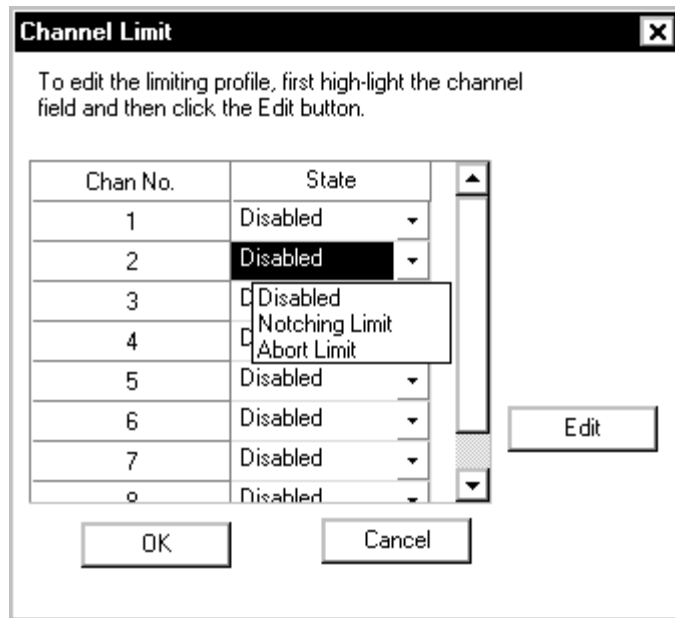 Channel Limit
To edit the limiting profile, first high-light the channel
field and then click the Edit button.
Chan No. State
1 Disabled
2 Disabled
3 D
Disabled
Notching Limit
4 D
Abort Limit
5 Disabled
6 Disabled
Edit
7 Disabled
8 Disabled
OK Cancel